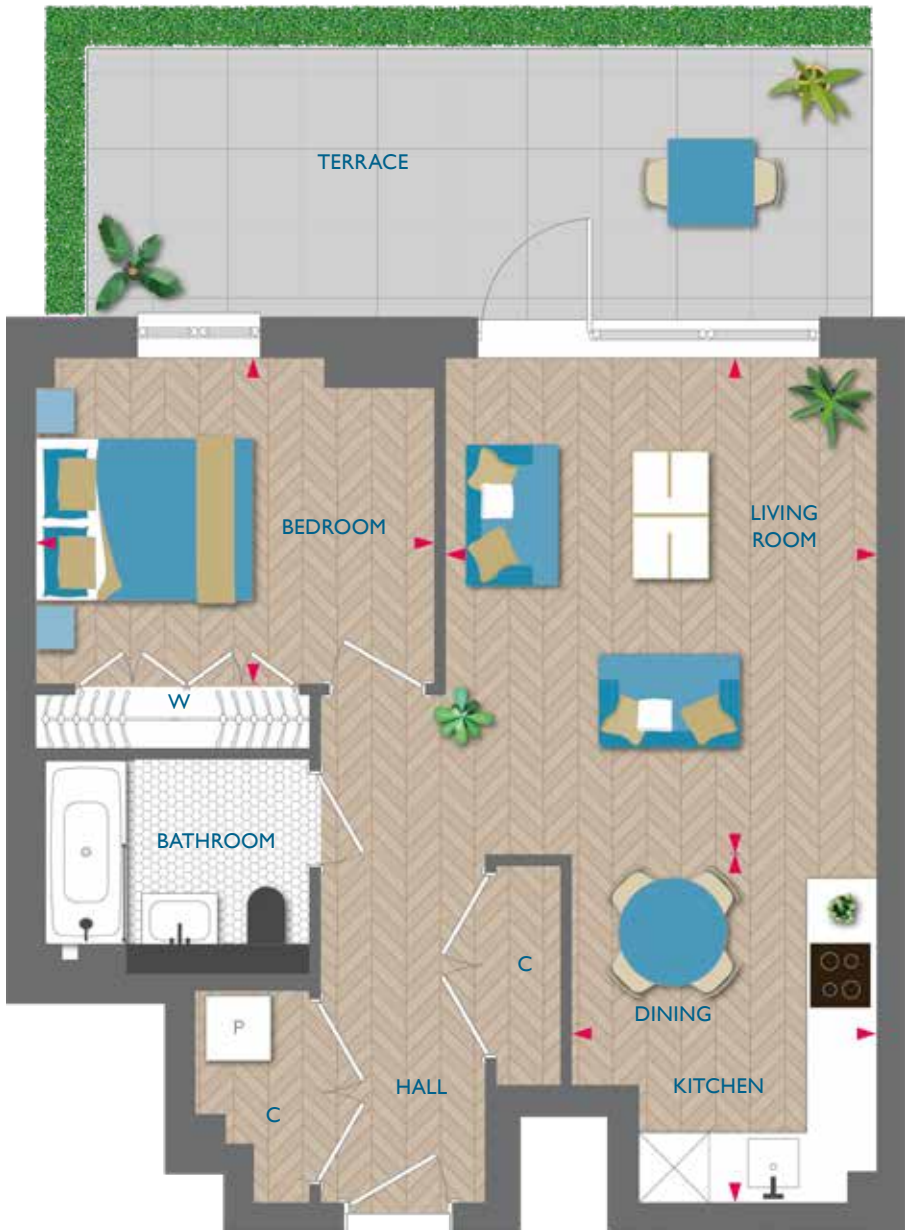 TERRACE
BEDROOM
LIVING
ROOM
W
BATHROOM
C
P
DINING
HALL
KITCHEN
C